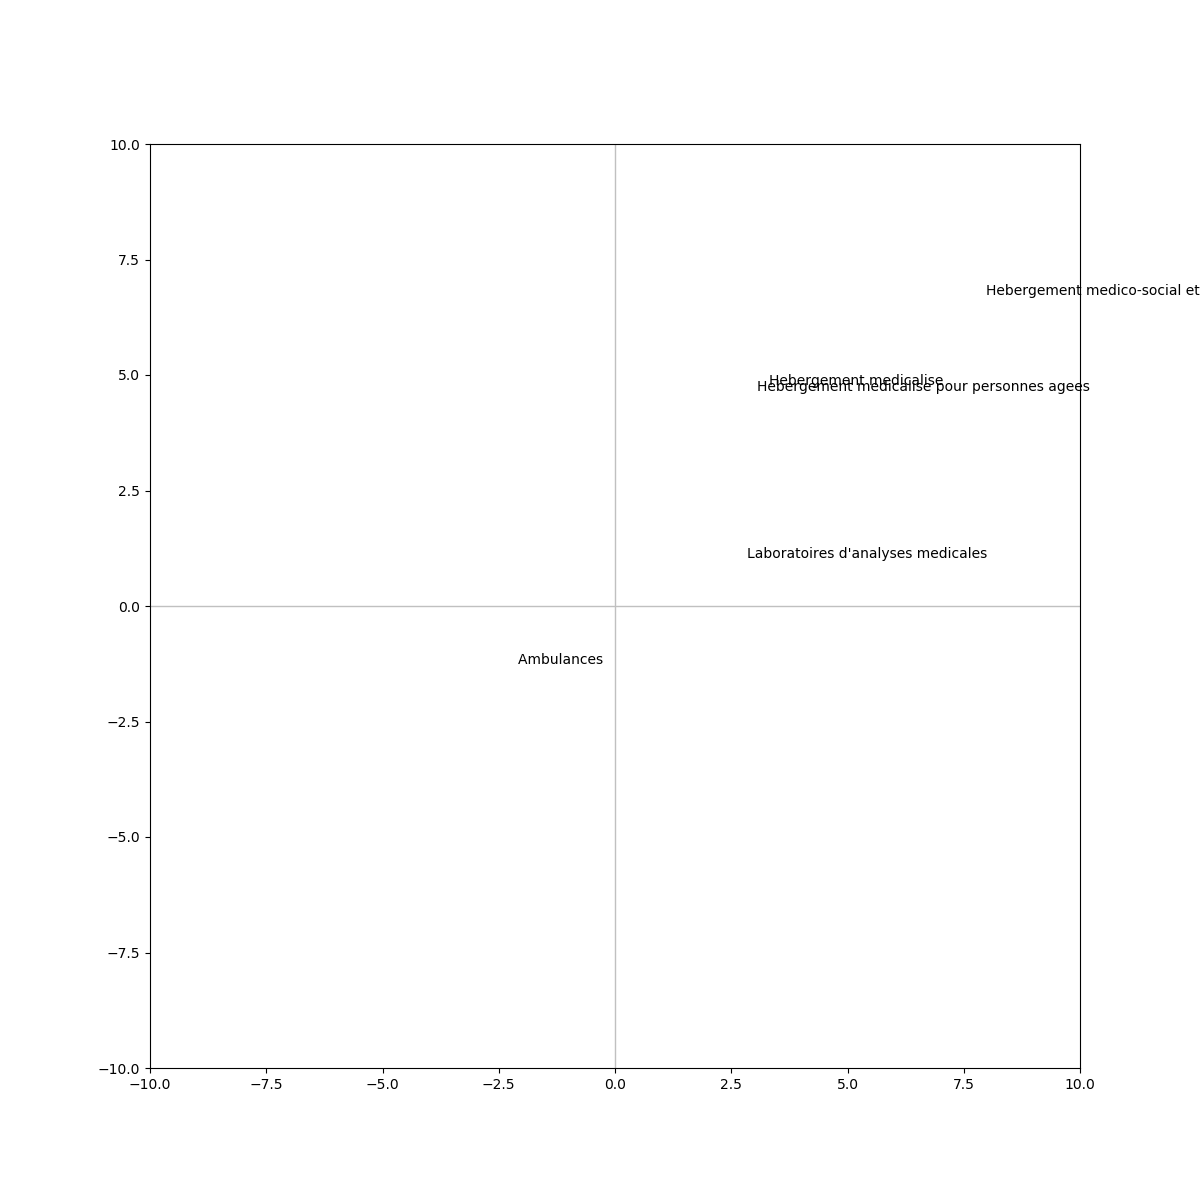 10.0
7.5
Hebergement medico-social et
5.0
Hebergement medicalise
Hebergement medicalise pour personnes agees
2.5
Laboratoires d'analyses medicales
0.0
Ambulances
−2.5
−5.0
−7.5
−10.0
−10.0 −7.5 −5.0 −2.5 0.0 2.5 5.0 7.5 10.0